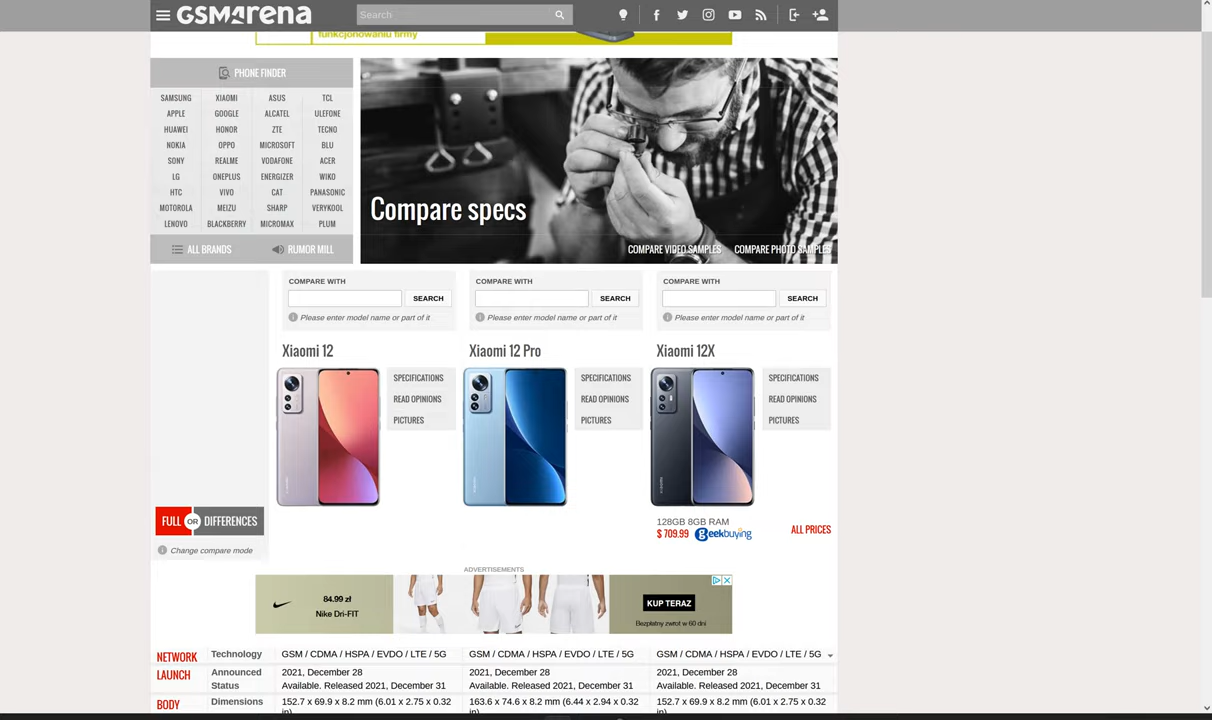 GSMArena
Search
funkcjonowaniu firmy
PHONE FINDER
SAMSUNG XIAOMI ASUS TCL
APPLE GOOGLE ALCATEL ULEFONE
HUAWEI HONOR ZTE TECNO
NOKIA OPPO MICROSOFT BLU
SONY REALME VODAFONE ACER
LG ONEPLUS ENERGIZER WIKO
HTC VIVO CAT PANASONIC
MOTOROLA MEIZU SHARP VERYKOOL
LENOVO BLACKBERRY MICROMAX PLUM
ALL BRANDS RUMOR MILL
Compare specs
COMPARE VIDEO SAMPLES COMPARE PHOTO SAMPLES
COMPARE WITH COMPARE WITH COMPARE WITH
SEARCH SEARCH SEARCH
Please enter model name or part of it Please enter model name or part of it Please enter model name or part of it
Xiaomi 12 Xiaomi 12 Pro Xiaomi 12X
SPECIFICATIONS SPECIFICATIONS SPECIFICATIONS
READ OPINIONS READ OPINIONS READ OPINIONS
PICTURES PICTURES PICTURES
FULL OR DIFFERENCES
Change compare mode
128GB 8GB RAM
$ 709.99 geekbuying ALL PRICES
ADVERTISEMENTS
84.99 zł
Nike Dri-FIT
KUP TERAZ
Bezpłatny zwrot w 60 dni
NETWORK Technology GSM / CDMA / HSPA / EVDO / LTE / 5G GSM / CDMA / HSPA / EVDO / LTE / 5G GSM / CDMA / HSPA / EVDO / LTE / 5G
LAUNCH Announced 2021, December 28 2021, December 28 2021, December 28
Status Available. Released 2021, December 31 Available. Released 2021, December 31 Available. Released 2021, December 31
BODY Dimensions 152.7 x 69.9 x 8.2 mm (6.01 x 2.75 x 0.32 163.6 x 74.6 x 8.2 mm (6.44 x 2.94 x 0.32 152.7 x 69.9 x 8.2 mm (6.01 x 2.75 x 0.32
in) in) in)